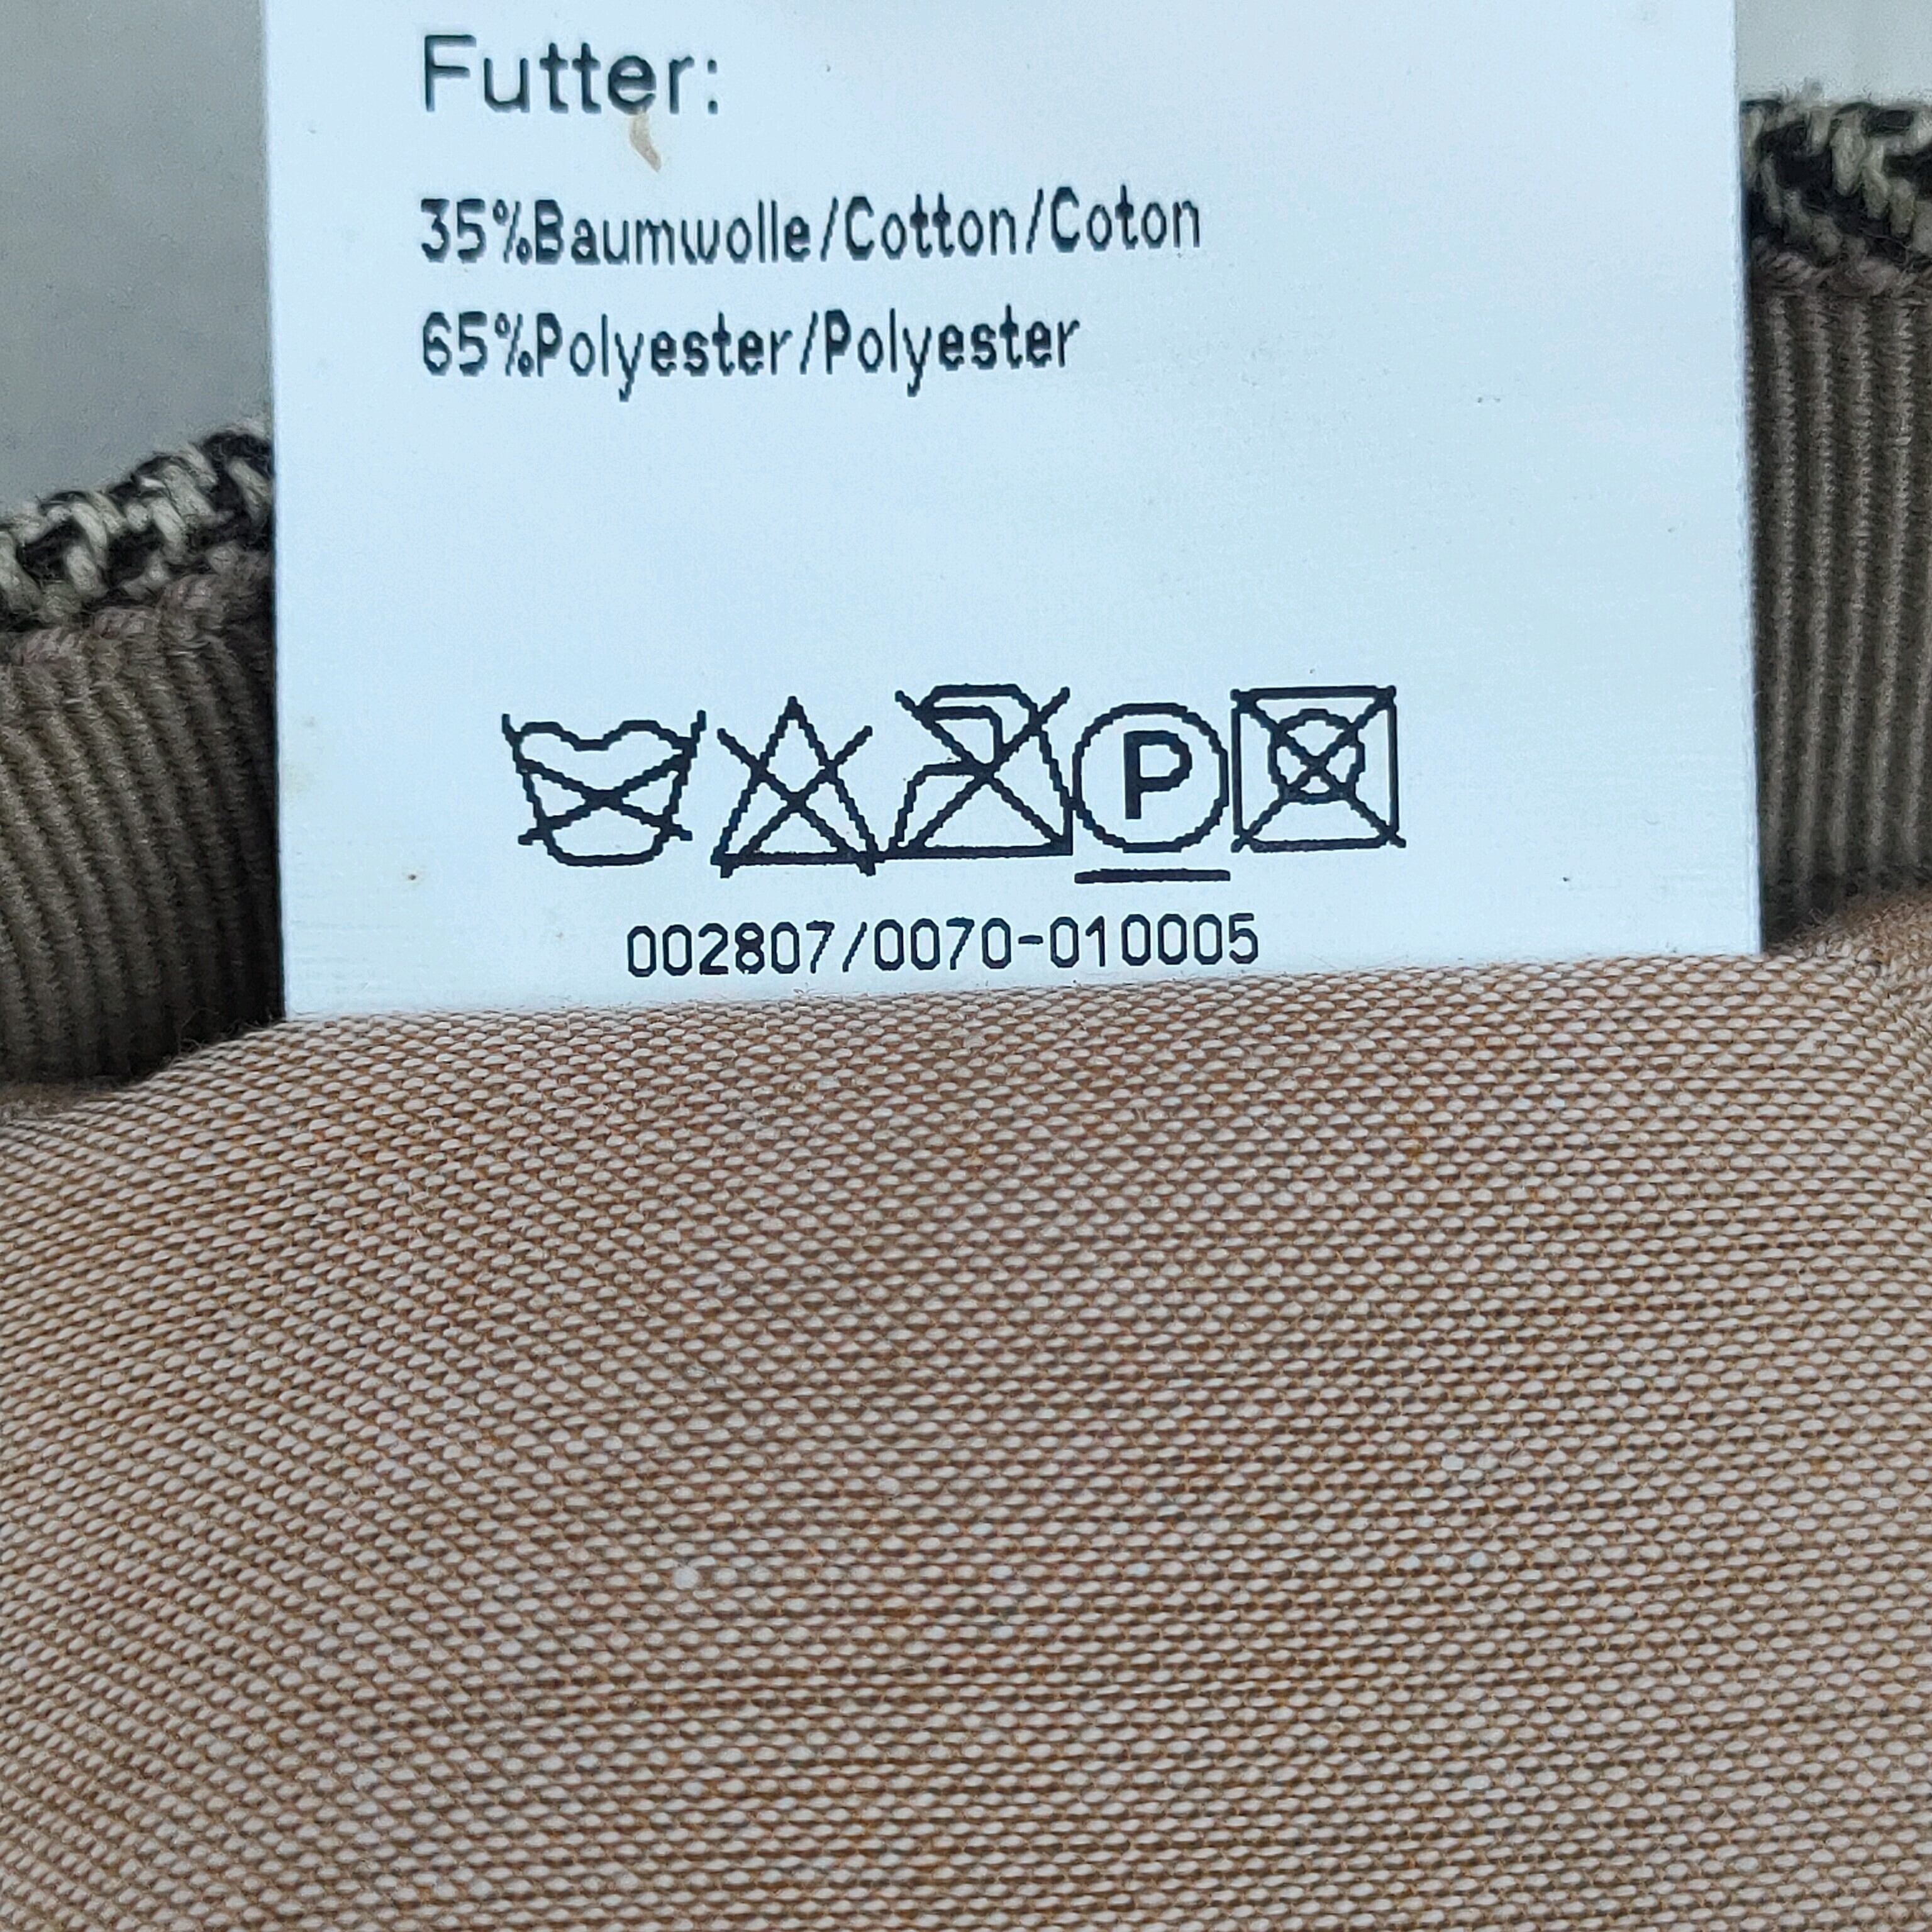 Futter:
35%Baumwolle/Cotton/Coton
65%Polyester/Polyester
P
002807/0070-010005